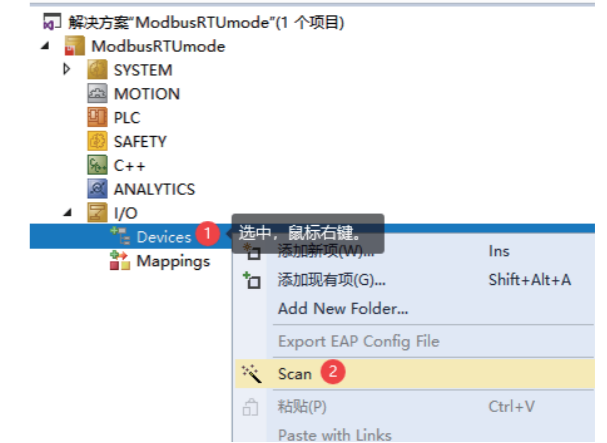 解决方案"ModbusRTUmode"(1 个项目)
ModbusRTUmode
SYSTEM
MOTION
PLC
SAFETY
C++
ANALYTICS
I/O
Devices 1 选中，鼠标右键。
Mappings
添加新项(W)... Ins
添加现有项(G)... Shift+Alt+A
Add New Folder...
Export EAP Config File
Scan 2
粘贴(P) Ctrl+V
Paste with Links